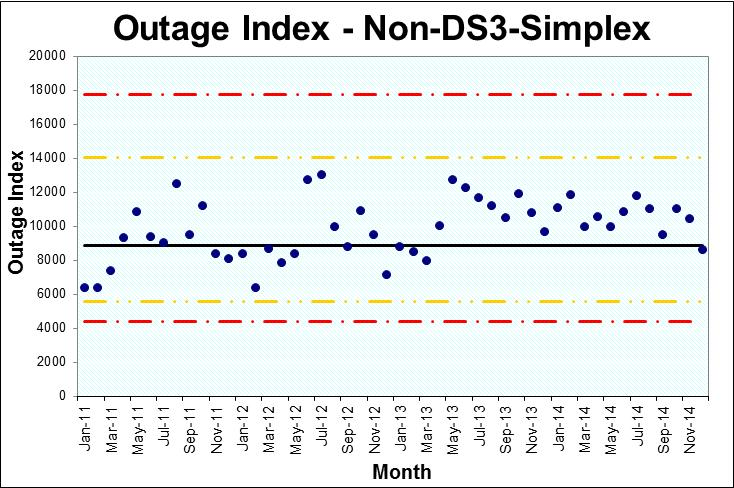 Outage Index - Non-DS3-Simplex
20000
18000
16000
14000
12000
10000
8000
6000
4000
2000
0
Outage Index
Jan-11
Mar-11
May-11
Jul-11
Sep-11
Nov-11
Jan-12
Mar-12
May-12
Jul-12
Sep-12
Nov-12
Jan-13
Mar-13
May-13
Jul-13
Sep-13
Nov-13
Jan-14
Mar-14
May-14
Jul-14
Sep-14
Nov-14
Month